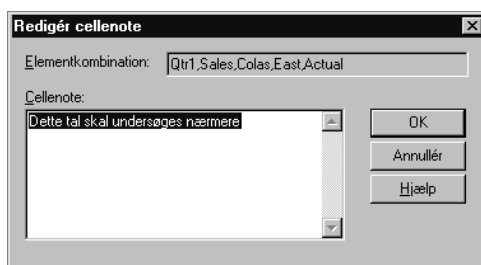 Redigér cellenote
Elementkombination: Qtr1,Sales,Colas,East,Actual
Cellenote:
Dette tal skal undersøges nærmere
OK
Annullér
Hjælp